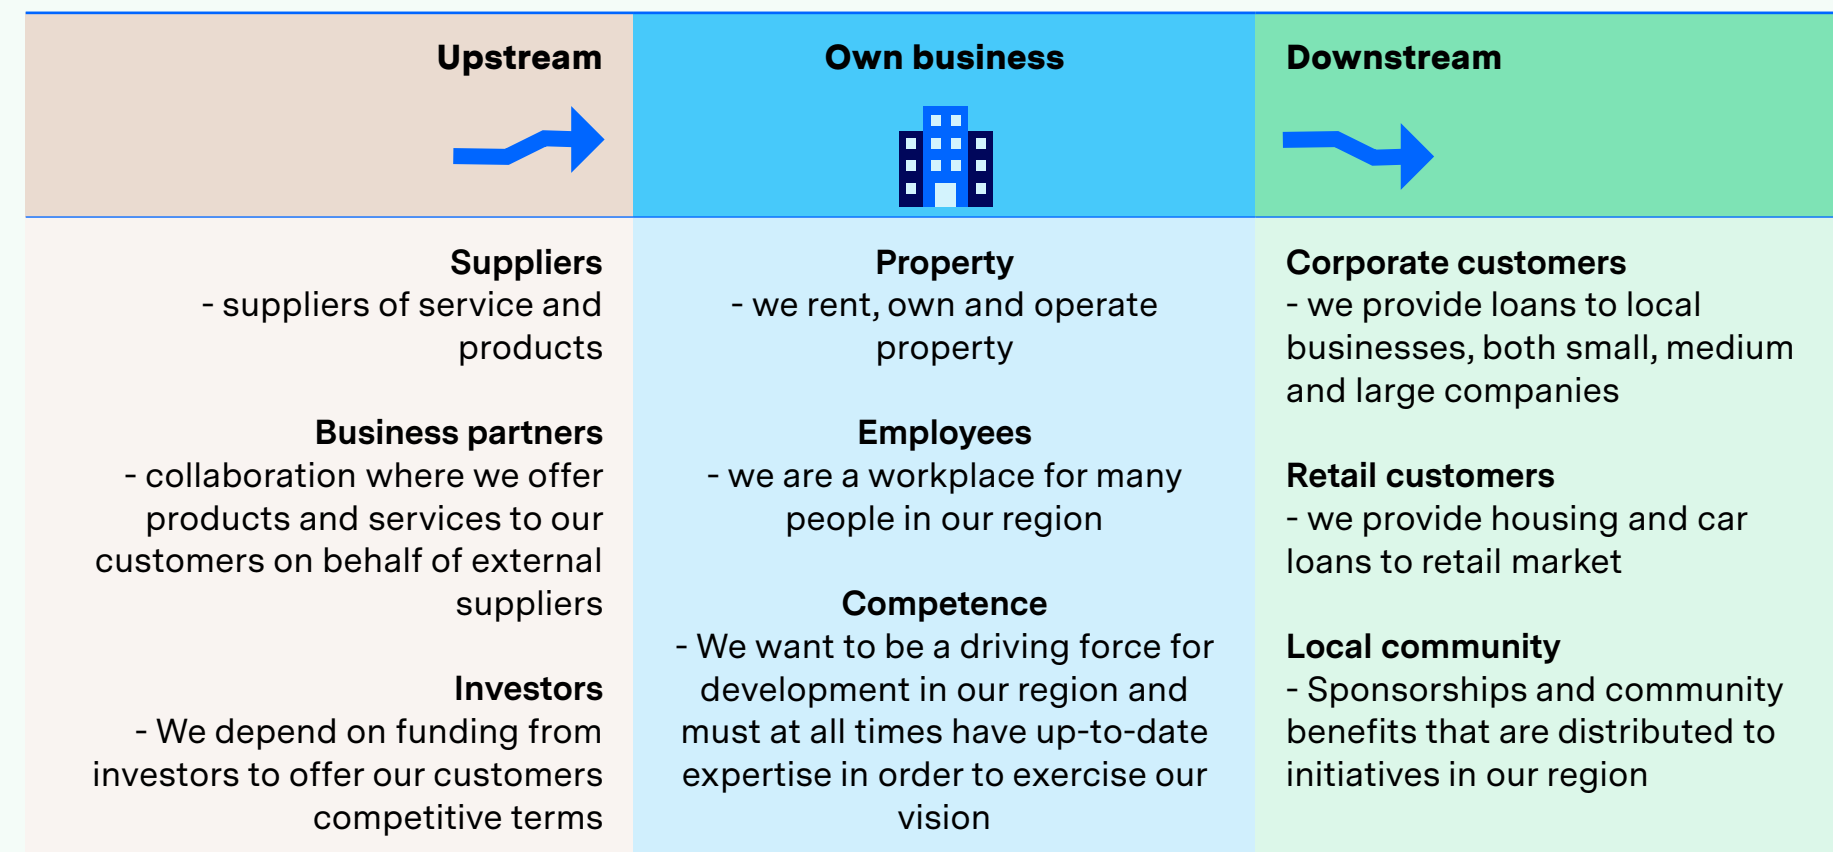 Upstream
Own business
Downstream
Suppliers
- suppliers of service and
products
Business partners
- collaboration where we offer
products and services to our
customers on behalf of external
suppliers
Investors
- We depend on funding from
investors to offer our customers
competitive terms
Property
- we rent, own and operate
property
Employees
- we are a workplace for many
people in our region
Competence
- We want to be a driving force for
development in our region and
must at all times have up-to-date
expertise in order to exercise our
vision
Corporate customers
- we provide loans to local
businesses, both small, medium
and large companies
Retail customers
- we provide housing and car
loans to retail market
Local community
- Sponsorships and community
benefits that are distributed to
initiatives in our region